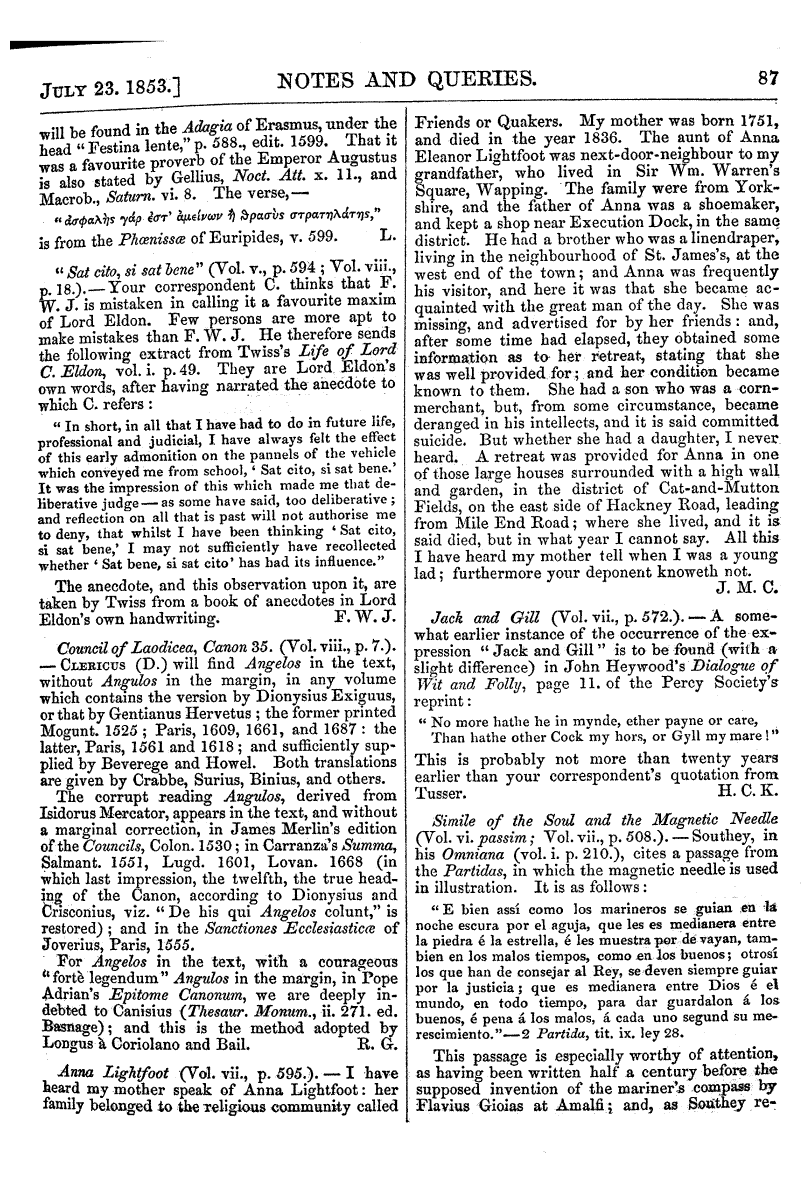 JULY 23. 1853.] NOTES AND QUERIES. 87
will be found in the Adagia of Erasmus, under the
head “Festina lente,” p. 588., edit. 1599. That it
was a favourite proverb of the Emperor Augustus
is also stated by Gellius, Noct. Att. x. 11., and
Macrob., Saturn. vi. 8. The verse,—
“ἀσφαλὴς γάρ ἐστ’ ἀμείνων ἢ θρασὺς στρατηλάτης,”
is from the Phœnissæ of Euripides, v. 599. L.
“Sat cito, si sat bene” (Vol. v., p. 594 ; Vol. viii.,
p. 18.).—Your correspondent C. thinks that F.
W. J. is mistaken in calling it a favourite maxim
of Lord Eldon. Few persons are more apt to
make mistakes than F. W. J. He therefore sends
the following extract from Twiss’s Life of Lord
C. Eldon, vol. i. p. 49. They are Lord Eldon’s
own words, after having narrated the anecdote to
which C. refers :
“In short, in all that I have had to do in future life,
professional and judicial, I have always felt the effect
of this early admonition on the pannels of the vehicle
which conveyed me from school, ‘ Sat cito, si sat bene.’
It was the impression of this which made me that de-
liberative judge—as some have said, too deliberative ;
and reflection on all that is past will not authorise me
to deny, that whilst I have been thinking ‘ Sat cito,
si sat bene,’ I may not sufficiently have recollected
whether ‘ Sat bene, si sat cito’ has had its influence.”
The anecdote, and this observation upon it, are
taken by Twiss from a book of anecdotes in Lord
Eldon’s own handwriting. F. W. J.
Council of Laodicea, Canon 35. (Vol. viii., p. 7.).
— CLERICUS (D.) will find Angelos in the text,
without Angulos in the margin, in any volume
which contains the version by Dionysius Exiguus,
or that by Gentianus Hervetus ; the former printed
Mogunt. 1525 ; Paris, 1609, 1661, and 1687 : the
latter, Paris, 1561 and 1618 ; and sufficiently sup-
plied by Beverege and Howel. Both translations
are given by Crabbe, Surius, Binius, and others.
The corrupt reading Angulos, derived from
Isidorus Mercator, appears in the text, and without
a marginal correction, in James Merlin’s edition
of the Councils, Colon. 1530 ; in Carranza’s Summa,
Salmant. 1551, Lugd. 1601, Lovan. 1668 (in
which last impression, the twelfth, the true head-
ing of the Canon, according to Dionysius and
Crisconius, viz. “De his qui Angelos colunt,” is
restored) ; and in the Sanctiones Ecclesiasticæ of
Joverius, Paris, 1555.
For Angelos in the text, with a courageous
“fortè legendum” Angulos in the margin, in Pope
Adrian’s Epitome Canonum, we are deeply in-
debted to Canisius (Thesaur. Monum., ii. 271. ed.
Basnage) ; and this is the method adopted by
Longus à Coriolano and Bail. R. G.
Anna Lightfoot (Vol. vii., p. 595.). — I have
heard my mother speak of Anna Lightfoot : her
family belonged to the religious community called
Friends or Quakers. My mother was born 1751,
and died in the year 1836. The aunt of Anna
Eleanor Lightfoot was next-door-neighbour to my
grandfather, who lived in Sir Wm. Warren’s
Square, Wapping. The family were from York-
shire, and the father of Anna was a shoemaker,
and kept a shop near Execution Dock, in the same
district. He had a brother who was a linendraper,
living in the neighbourhood of St. James’s, at the
west end of the town ; and Anna was frequently
his visitor, and here it was that she became ac-
quainted with the great man of the day. She was
missing, and advertised for by her friends : and,
after some time had elapsed, they obtained some
information as to her retreat, stating that she
was well provided for ; and her condition became
known to them. She had a son who was a corn-
merchant, but, from some circumstance, became
deranged in his intellects, and it is said committed
suicide. But whether she had a daughter, I never
heard. A retreat was provided for Anna in one
of those large houses surrounded with a high wall
and garden, in the district of Cat-and-Mutton
Fields, on the east side of Hackney Road, leading
from Mile End Road ; where she lived, and it is
said died, but in what year I cannot say. All this
I have heard my mother tell when I was a young
lad ; furthermore your deponent knoweth not.
J. M. C.
Jack and Gill (Vol. vii., p. 572.). — A some-
what earlier instance of the occurrence of the ex-
pression “Jack and Gill” is to be found (with a
slight difference) in John Heywood’s Dialogue of
Wit and Folly, page 11. of the Percy Society’s
reprint :
“ No more hathe he in mynde, ether payne or care,
Than hathe other Cock my hors, or Gyll my mare !”
This is probably not more than twenty years
earlier than your correspondent’s quotation from
Tusser. H. C. K.
Simile of the Soul and the Magnetic Needle
(Vol. vi. passim ; Vol. vii., p. 508.). — Southey, in
his Omniana (vol. i. p. 210.), cites a passage from
the Partidas, in which the magnetic needle is used
in illustration. It is as follows :
“E bien assí como los marineros se guian en la
noche escura por el aguja, que les es medianera entre
la piedra é la estrella, é les muestra por de vayan, tam-
bien en los malos tiempos, como en los buenos ; otrosí
los que han de consejar al Rey, se deven siempre guiar
por la justicia ; que es medianera entre Dios é el
mundo, en todo tiempo, para dar guardalon á los
buenos, é pena á los malos, á cada uno segund su me-
rescimiento.”—2 Partida, tit. ix. ley 28.
This passage is especially worthy of attention,
as having been written half a century before the
supposed invention of the mariner’s compass by
Flavius Gioias at Amalfi ; and, as Southey re-